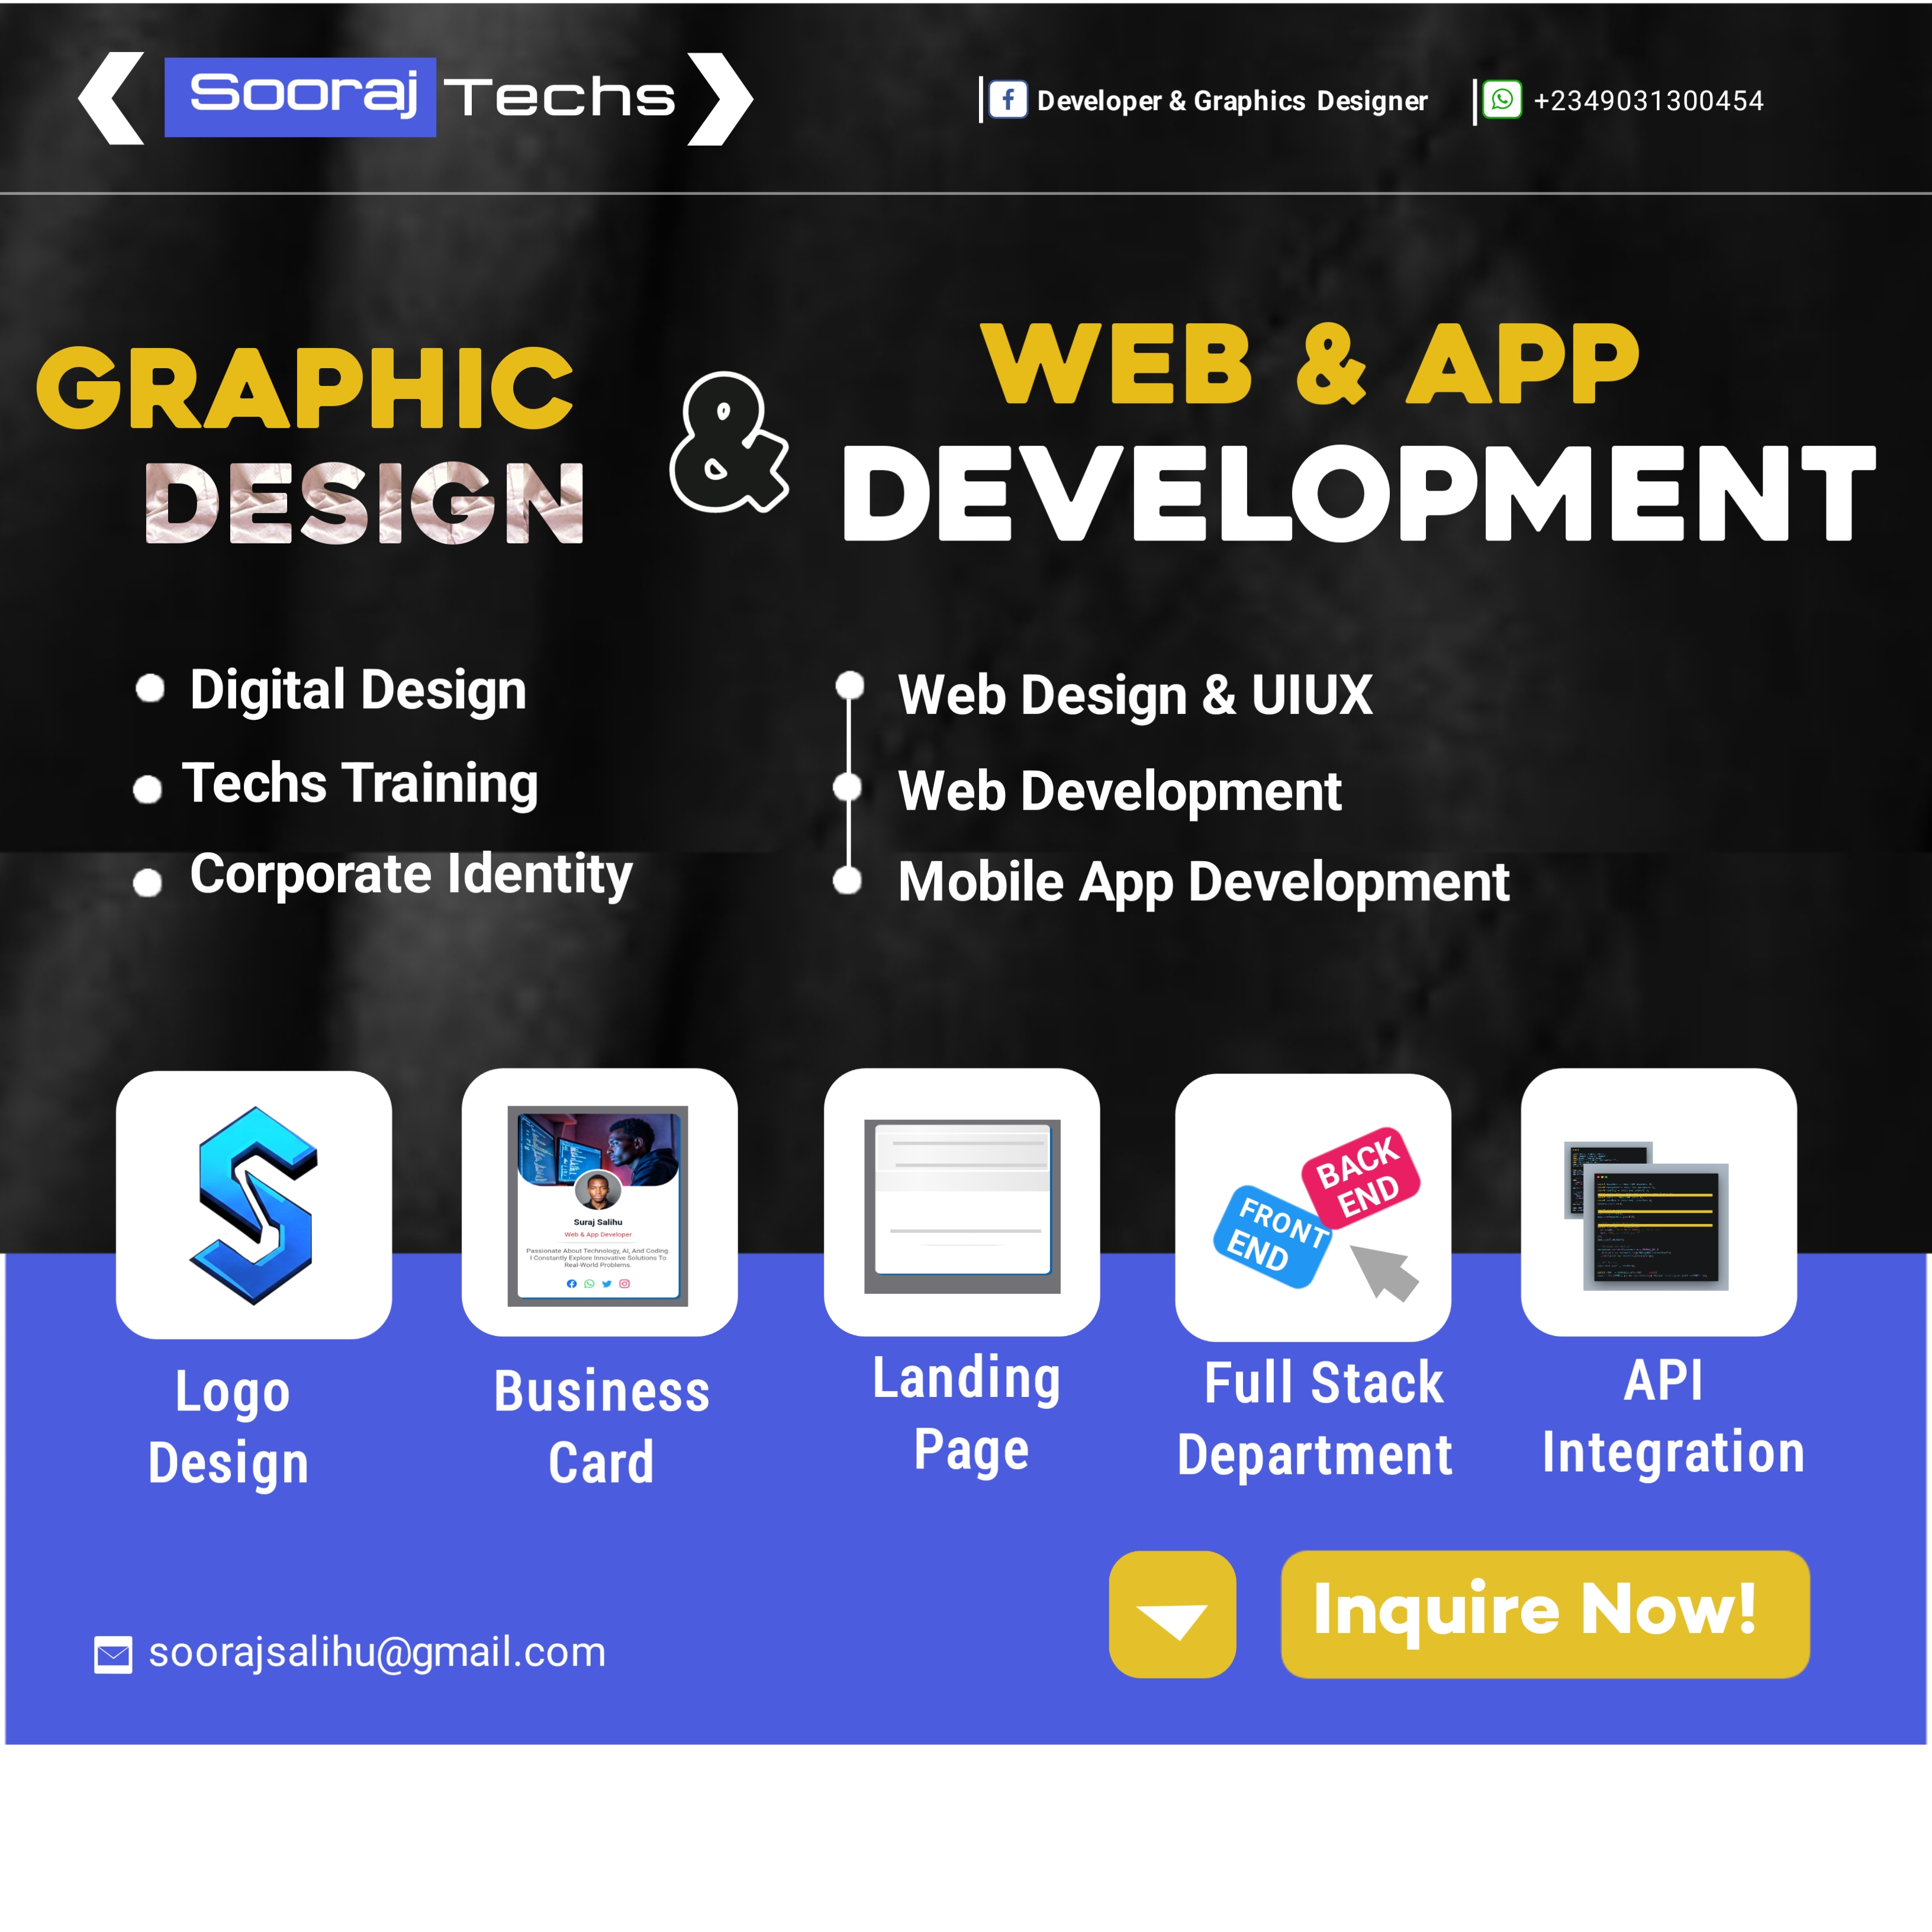 Sooraj Techs
Developer & Graphics Designer
+2349031300454
GRAPHIC
DESIGN
&
WEB & APP
DEVELOPMENT
Digital Design
Techs Training
Corporate Identity
Web Design & UIUX
Web Development
Mobile App Development
Suraj Salihu
Web & App Developer
Passionate About Technology, AI, And Coding.
I Constantly Explore Innovative Solutions To
Real-World Problems.
FRONT
END
BACK
END
Logo
Design
Business
Card
Landing
Page
Full Stack
Department
API
Integration
Inquire Now!
soorajsalihu@gmail.com